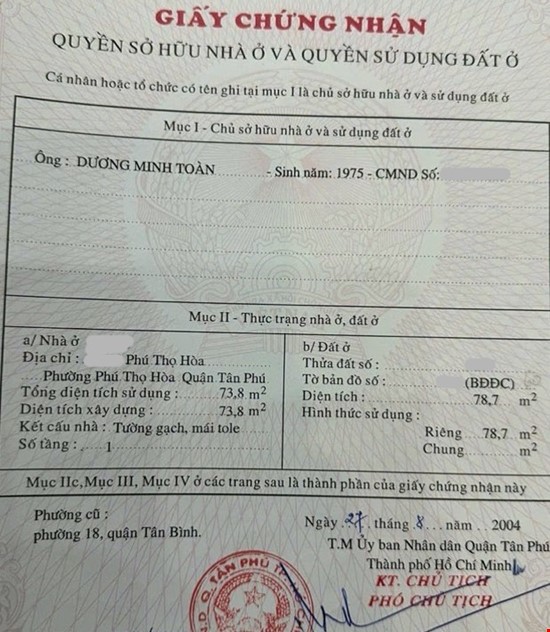 GIẤY CHỨNG NHẬN
QUYỀN SỞ HỮU NHÀ Ở VÀ QUYỀN SỬ DỤNG ĐẤT Ở
Cá nhân hoặc tổ chức có tên ghi tại mục I là chủ sở hữu nhà ở và sử dụng đất ở
Mục I - Chủ sở hữu nhà ở và sử dụng đất ở
Ông : DƯƠNG MINH TOÀN - Sinh năm: 1975 - CMND Số:
Mục II - Thực trạng nhà ở, đất ở
a/ Nhà ở
Địa chỉ : Phú Thọ Hòa
Phường Phú Thọ Hòa Quận Tân Phú
Tổng diện tích sử dụng : 73,8 m²
Diện tích xây dựng : 73,8 m²
Kết cấu nhà : Tường gạch, mái tole
Số tầng : 1
b/ Đất ở
Thửa đất số :
Tờ bản đồ số : (BĐĐC)
Diện tích : 78,7 m²
Hình thức sử dụng :
Riêng 78,7 m²
Chung m²
Mục IIc,Mục III, Mục IV ở các trang sau là thành phần của giấy chứng nhận này
Phường cũ :
phường 18, quận Tân Bình.
Ngày 27 tháng 8 năm 2004
T.M Ủy ban Nhân dân Quận Tân Phú
Thành phố Hồ Chí Minh
KT. CHỦ TỊCH
PHÓ CHỦ TỊCH
Q. TÂN PHÚ